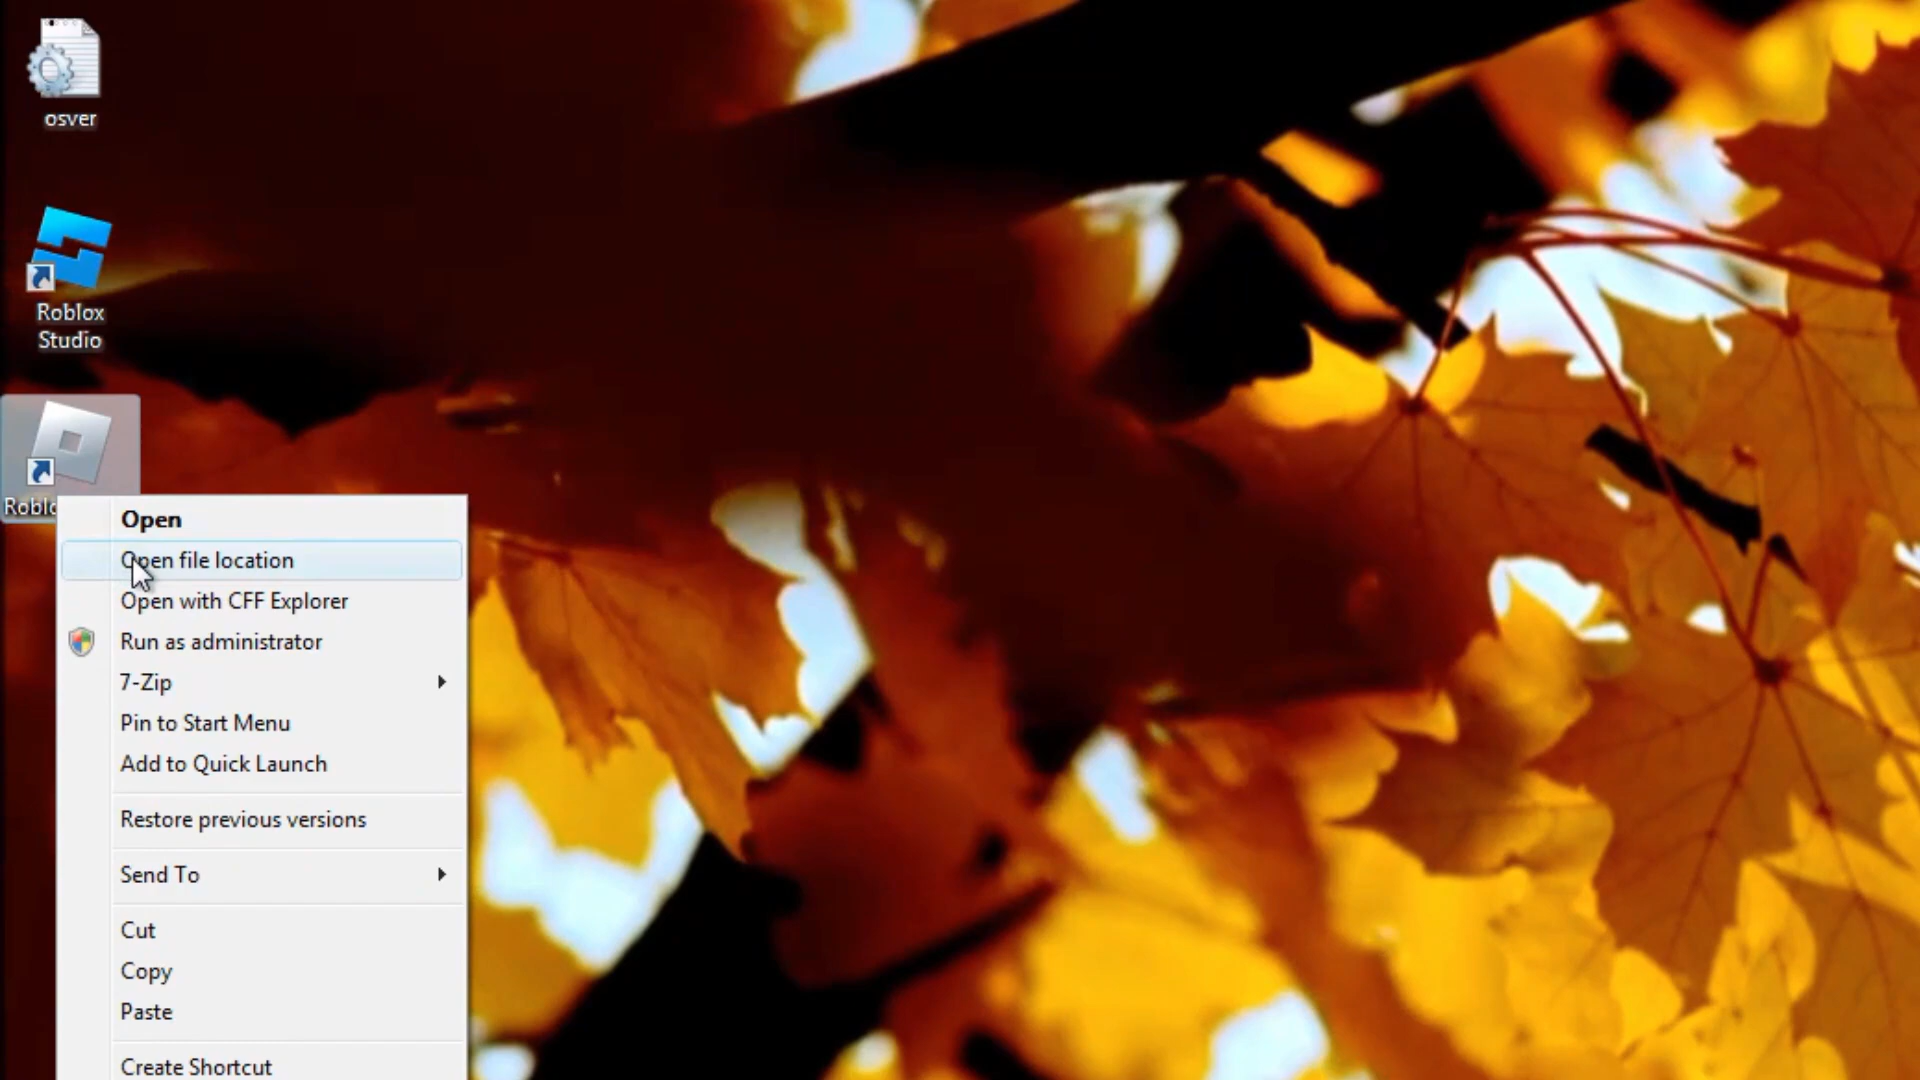 osver
Roblox
Studio
Open
Open file location
Open with CFF Explorer
Run as administrator
7-Zip
Pin to Start Menu
Add to Quick Launch
Restore previous versions
Send To
Cut
Copy
Paste
Create Shortcut